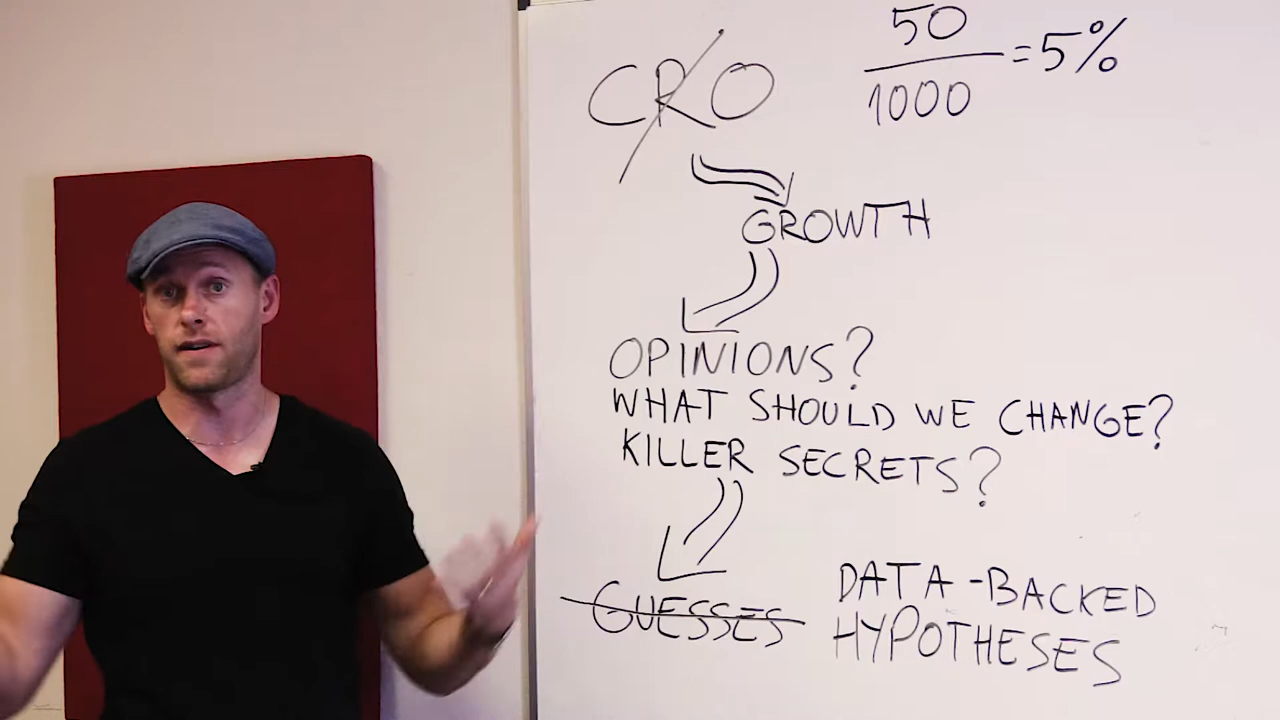 CRO
50
1000
=5%
GROWTH
OPINIONS?
WHAT SHOULD WE CHANGE?
KILLER SECRETS?
GUESSES
DATA-BACKED
HYPOTHESES